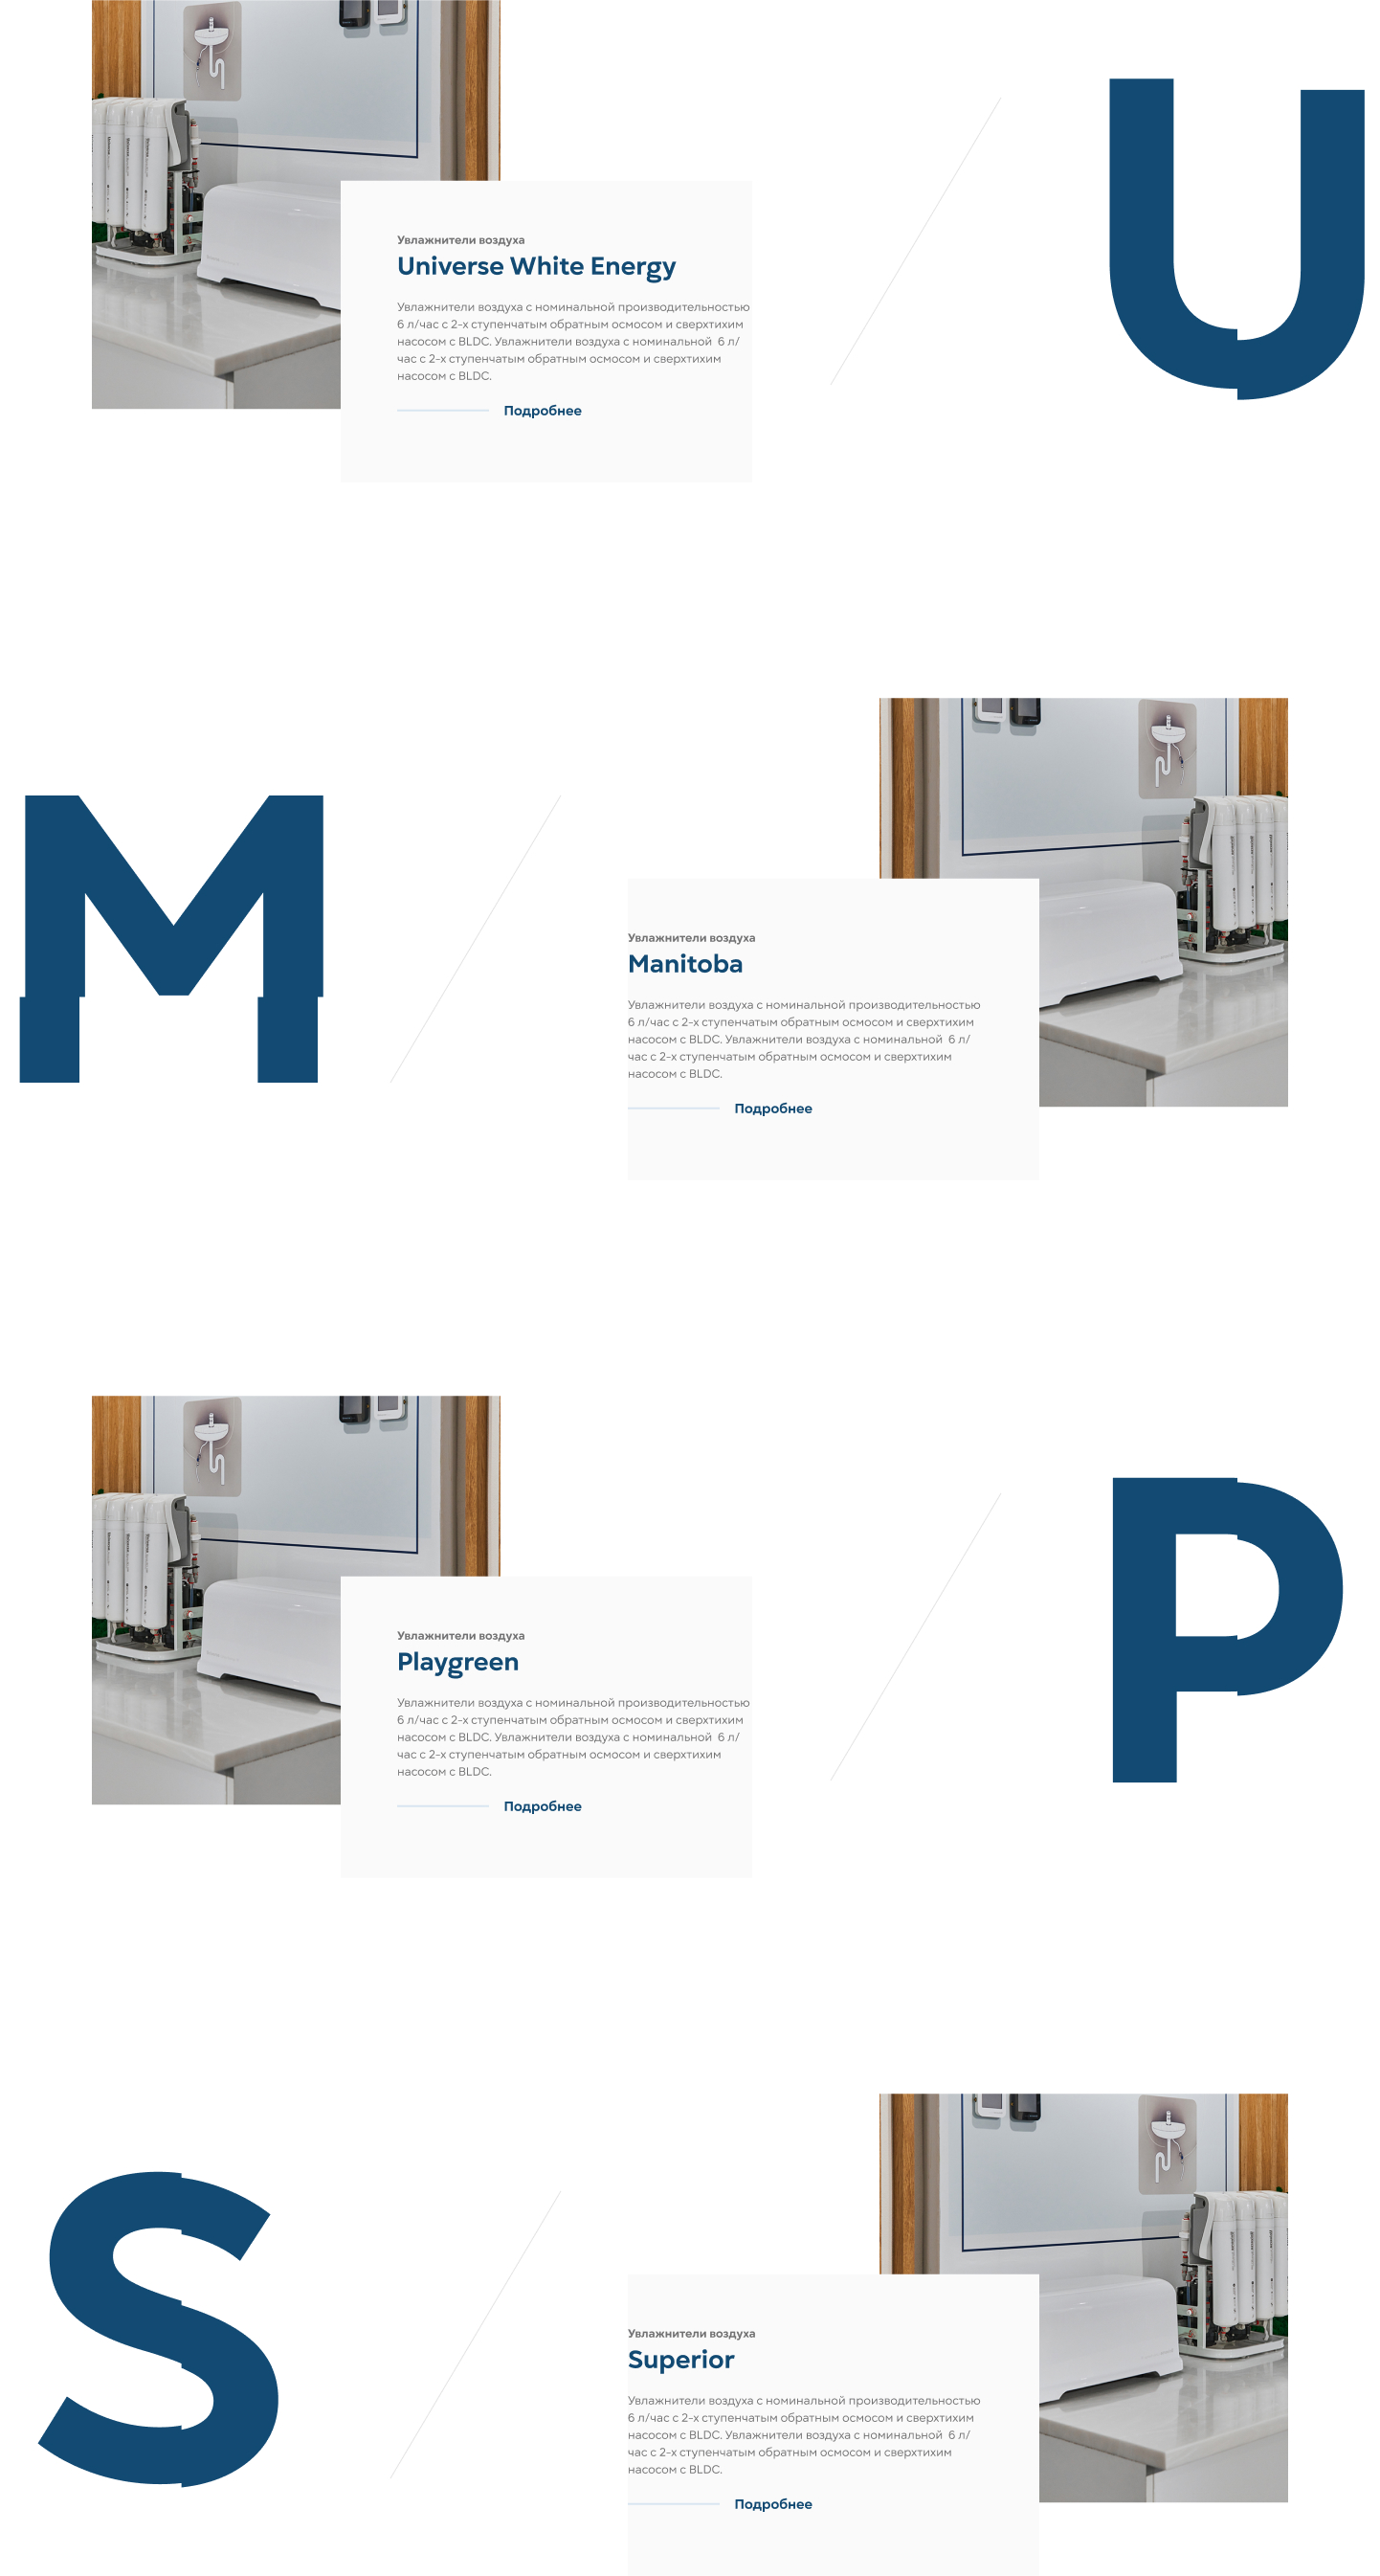 U
Увлажнители воздуха
Universe White Energy
Увлажнители воздуха с номинальной производительностью
6 л/час с 2-х ступенчатым обратным осмосом и сверхтихим
насосом с BLDC. Увлажнители воздуха с номинальной  6 л/
час с 2-х ступенчатым обратным осмосом и сверхтихим
насосом с BLDC.
Подробнее
M
Увлажнители воздуха
Manitoba
Увлажнители воздуха с номинальной производительностью
6 л/час с 2-х ступенчатым обратным осмосом и сверхтихим
насосом с BLDC. Увлажнители воздуха с номинальной  6 л/
час с 2-х ступенчатым обратным осмосом и сверхтихим
насосом с BLDC.
Подробнее
P
Увлажнители воздуха
Playgreen
Увлажнители воздуха с номинальной производительностью
6 л/час с 2-х ступенчатым обратным осмосом и сверхтихим
насосом с BLDC. Увлажнители воздуха с номинальной  6 л/
час с 2-х ступенчатым обратным осмосом и сверхтихим
насосом с BLDC.
Подробнее
S
Увлажнители воздуха
Superior
Увлажнители воздуха с номинальной производительностью
6 л/час с 2-х ступенчатым обратным осмосом и сверхтихим
насосом с BLDC. Увлажнители воздуха с номинальной  6 л/
час с 2-х ступенчатым обратным осмосом и сверхтихим
насосом с BLDC.
Подробнее